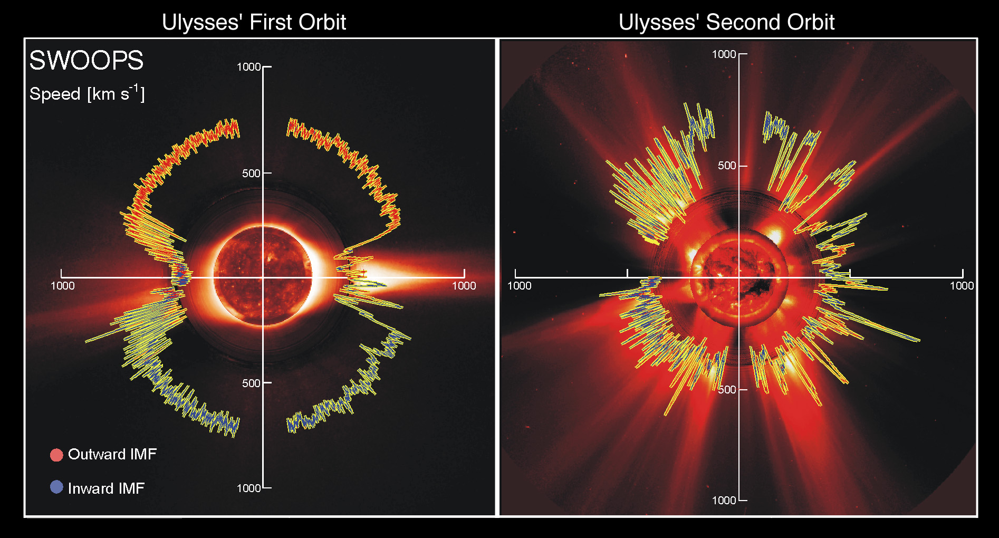 Ulysses' First Orbit
Ulysses' Second Orbit
SWOOPS
Speed [km s-1]
1000
500
1000
1000
500
1000
Outward IMF
Inward IMF
1000
500
1000
1000
500
1000